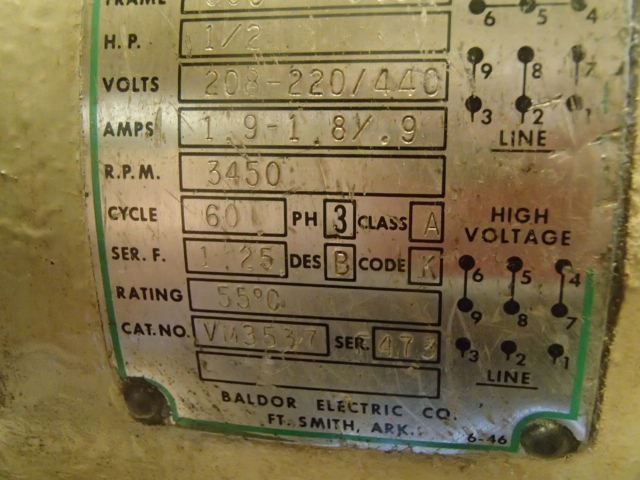 FRAME
6 5 4
H.P. 1/2
9 8 7
VOLTS 208-220/440
3 2 1
AMPS 1.9-1.8/.9
LINE
R.P.M. 3450
CYCLE 60 PH 3 CLASS A
HIGH
VOLTAGE
SER. F. 1.25 DES B CODE K
6 5 4
RATING 55°C
9 8 7
CAT.NO. VM3537 SER. 473
3 2 1
LINE
BALDOR ELECTRIC CO.
FT. SMITH, ARK.
6-46